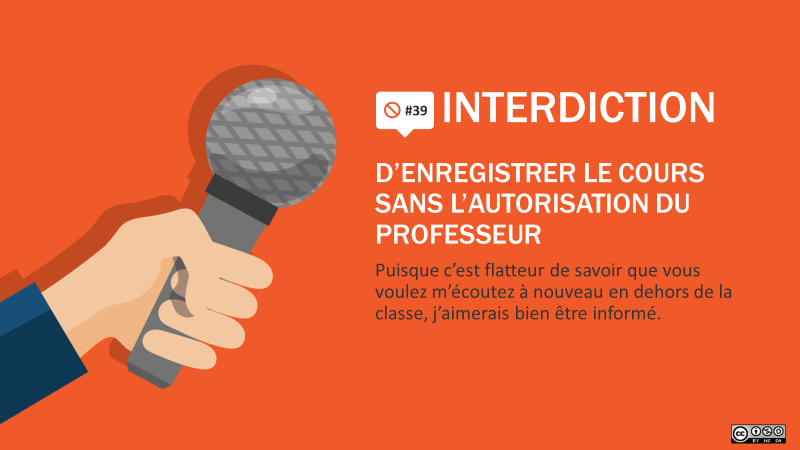 #39 INTERDICTION
D’ENREGISTRER LE COURS
SANS L’AUTORISATION DU
PROFESSEUR
Puisque c’est flatteur de savoir que vous
voulez m’écoutez à nouveau en dehors de la
classe, j’aimerais bien être informé.
cc
BY NC SA